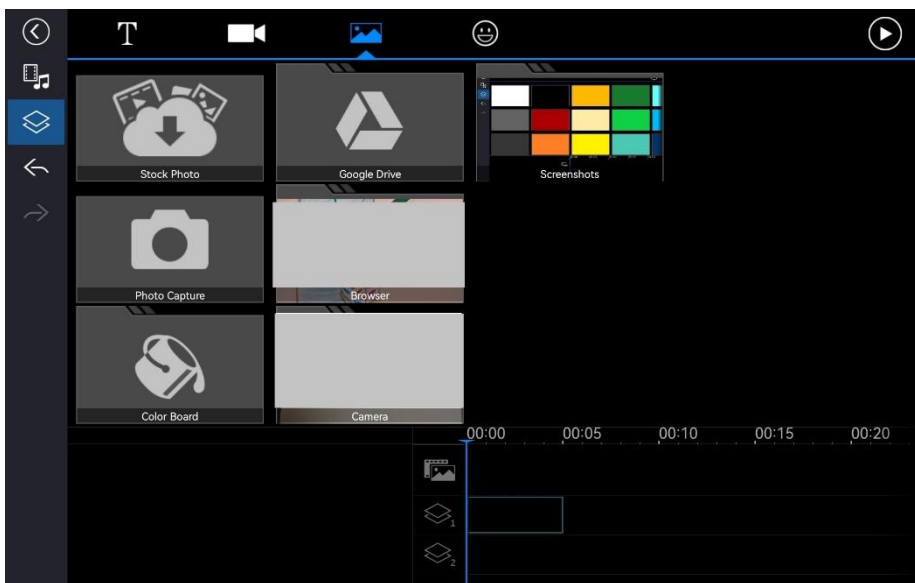 T
Stock Photo
Google Drive
Screenshots
Photo Capture
Browser
Color Board
Camera
00:00 00:05 00:10 00:15 00:20
1
2